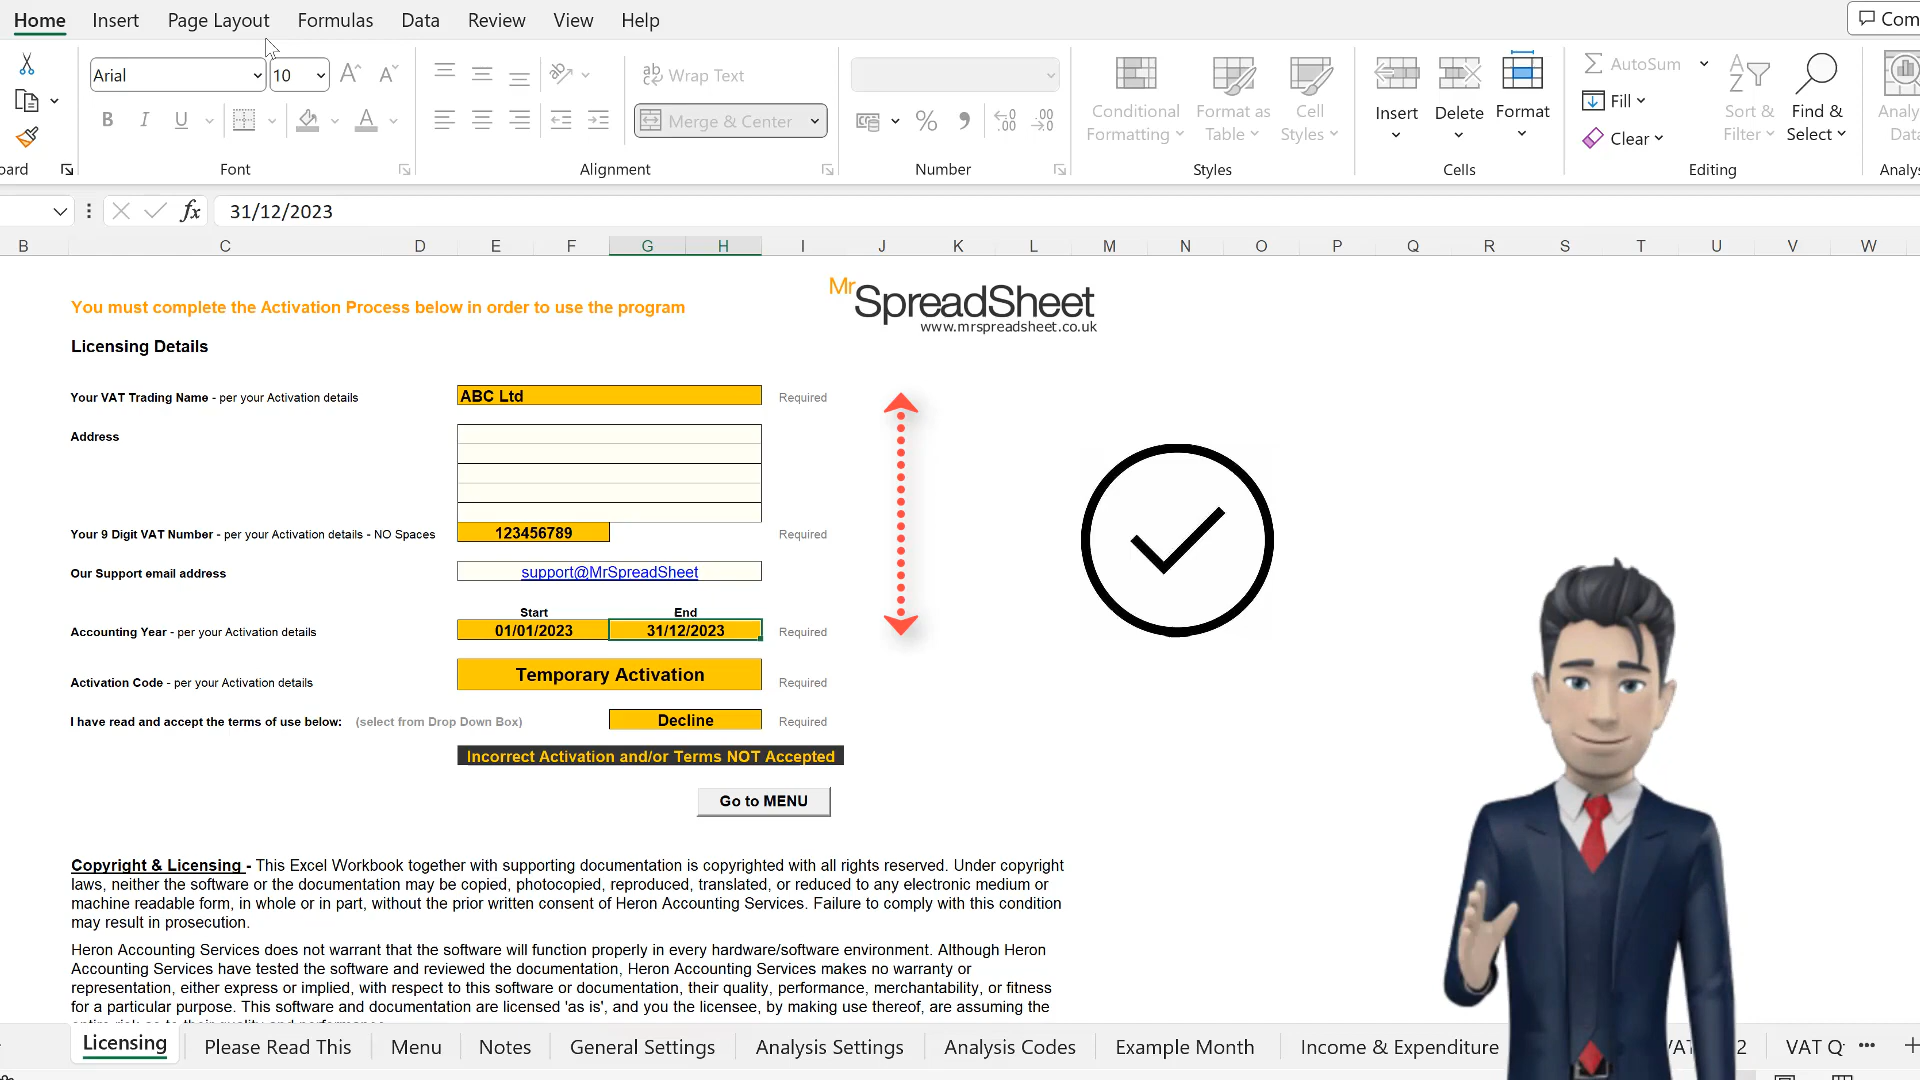 Home Insert Page Layout Formulas Data Review View Help Com
Arial 10 Wrap Text AutoSum
Merge & Center
Conditional Formatting Format as Table Cell Styles Insert Delete Format Fill Clear Sort & Filter Find & Select Analy Data
oard Font Alignment Number Styles Cells Editing Analys
fx 31/12/2023
B C D E F G H I J K L M N O P Q R S T U V W
You must complete the Activation Process below in order to use the program
Mr SpreadSheet
www.mrspreadsheet.co.uk
Licensing Details
Your VAT Trading Name - per your Activation details ABC Ltd Required
Address
Your 9 Digit VAT Number - per your Activation details - NO Spaces 123456789 Required
Our Support email address support@MrSpreadSheet
Start End
Accounting Year - per your Activation details 01/01/2023 31/12/2023 Required
Activation Code - per your Activation details Temporary Activation Required
I have read and accept the terms of use below: (select from Drop Down Box) Decline Required
Incorrect Activation and/or Terms NOT Accepted
Go to MENU
Copyright & Licensing - This Excel Workbook together with supporting documentation is copyrighted with all rights reserved. Under copyright
laws, neither the software or the documentation may be copied, photocopied, reproduced, translated, or reduced to any electronic medium or
machine readable form, in whole or in part, without the prior written consent of Heron Accounting Services. Failure to comply with this condition
may result in prosecution.
Heron Accounting Services does not warrant that the software will function properly in every hardware/software environment. Although Heron
Accounting Services have tested the software and reviewed the documentation, Heron Accounting Services makes no warranty or
representation, either express or implied, with respect to this software or documentation, their quality, performance, merchantability, or fitness
for a particular purpose. This software and documentation are licensed 'as is', and you the licensee, by making use thereof, are assuming the
Licensing Please Read This Menu Notes General Settings Analysis Settings Analysis Codes Example Month Income & Expenditure 2 VAT Q